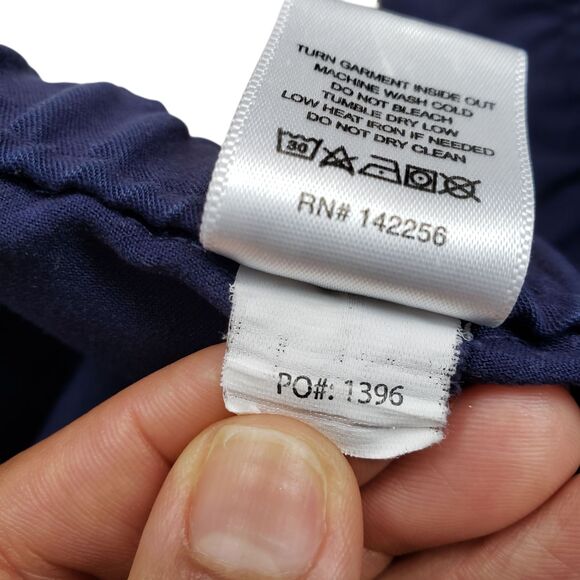 TURN GARMENT INSIDE OUT
MACHINE WASH COLD
DO NOT BLEACH
TUMBLE DRY LOW
LOW HEAT IRON IF NEEDED
DO NOT DRY CLEAN
30
RN# 142256
PO#: 1396